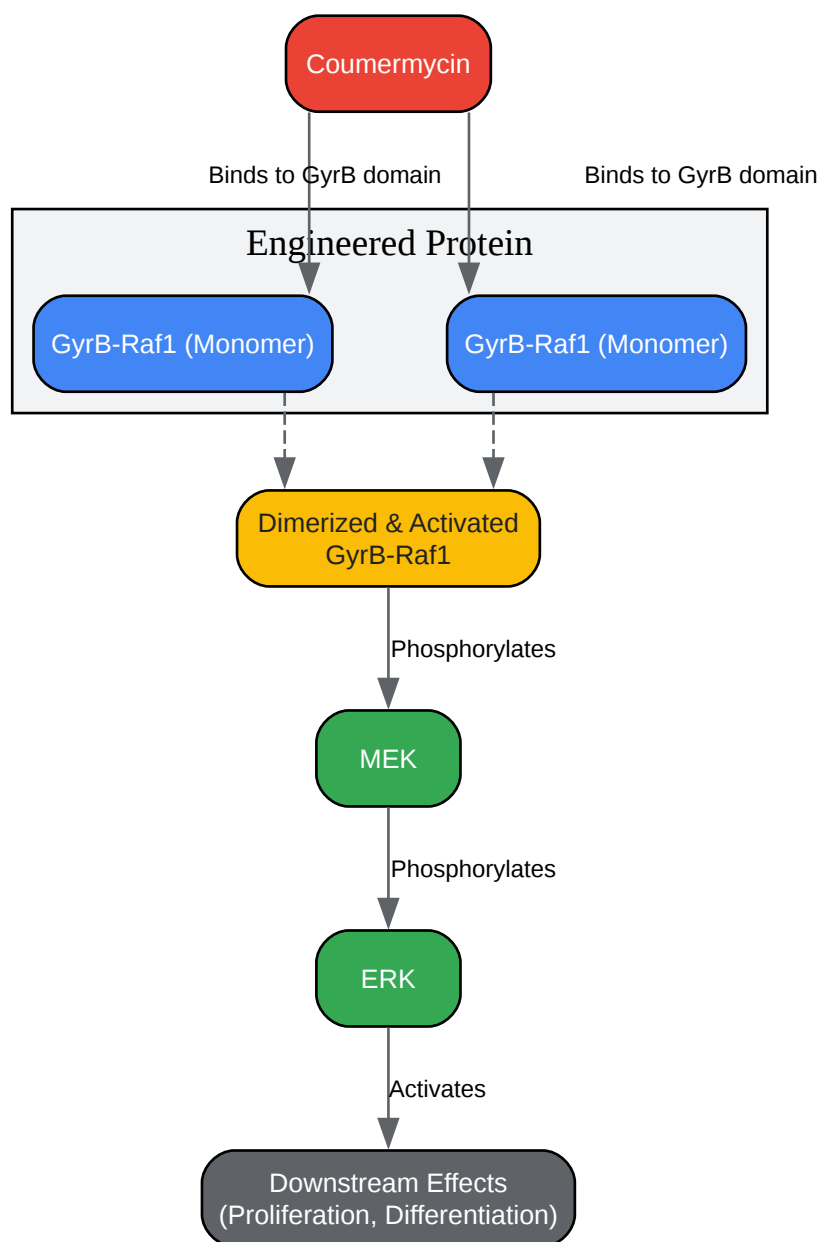 Coumermycin
Binds to GyrB domain
Binds to GyrB domain
Engineered Protein
GyrB-Raf1 (Monomer)
GyrB-Raf1 (Monomer)
Dimerized & Activated
GyrB-Raf1
Phosphorylates
MEK
Phosphorylates
ERK
Activates
Downstream Effects
(Proliferation, Differentiation)